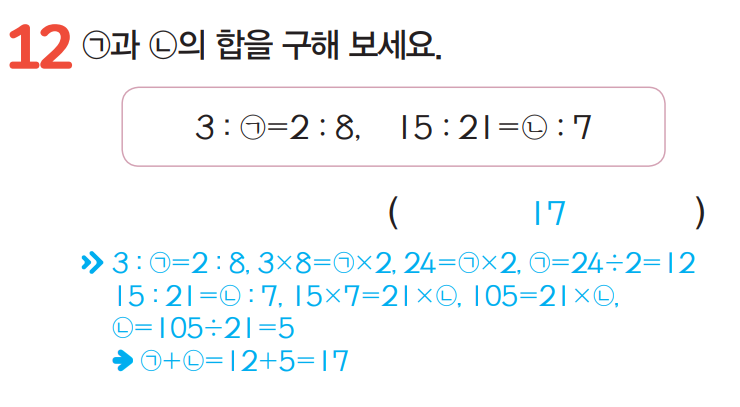 12 ㉠과 ㉡의 합을 구해 보세요.
3 : ㉠=2 : 8, 15 : 21=㉡ : 7
( 17 )
» 3 : ㉠=2 : 8, 3×8=㉠×2, 24=㉠×2, ㉠=24÷2=12
15 : 21=㉡ : 7, 15×7=21×㉡, 105=21×㉡,
㉡=105÷21=5
➔ ㉠+㉡=12+5=17